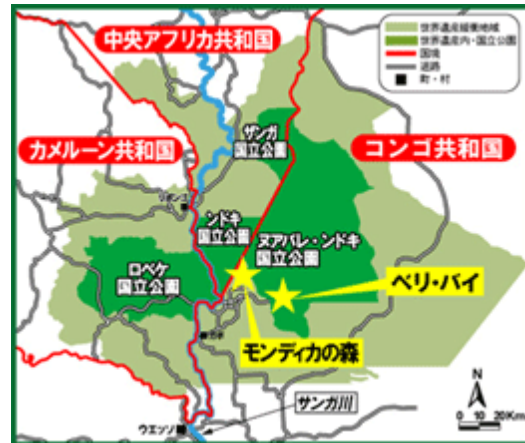 中央アフリカ共和国
世界遺産緩衝地域
世界遺産内・国立公園
国境
道路
町・村
カメルーン共和国
ザンガ
国立公園
コンゴ共和国
ンドキ
国立公園
ヌアバレ・ンドキ
国立公園
ロベケ
国立公園
ベリ・バイ
モンディカの森
サンガ川
ウエッソ
N
0 10 20Km